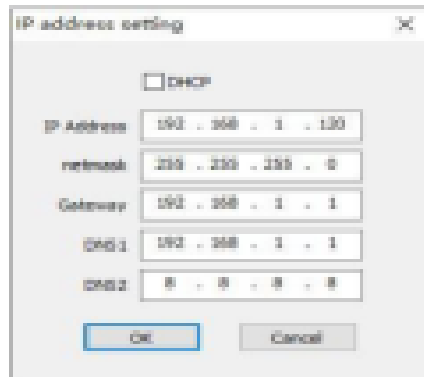 IP address setting
DHCP
IP Address 192 . 168 . 1 . 120
netmask 255 . 255 . 255 . 0
Gateway 192 . 168 . 1 . 1
DNS1 192 . 168 . 1 . 1
DNS2 8 . 8 . 8 . 8
OK Cancel